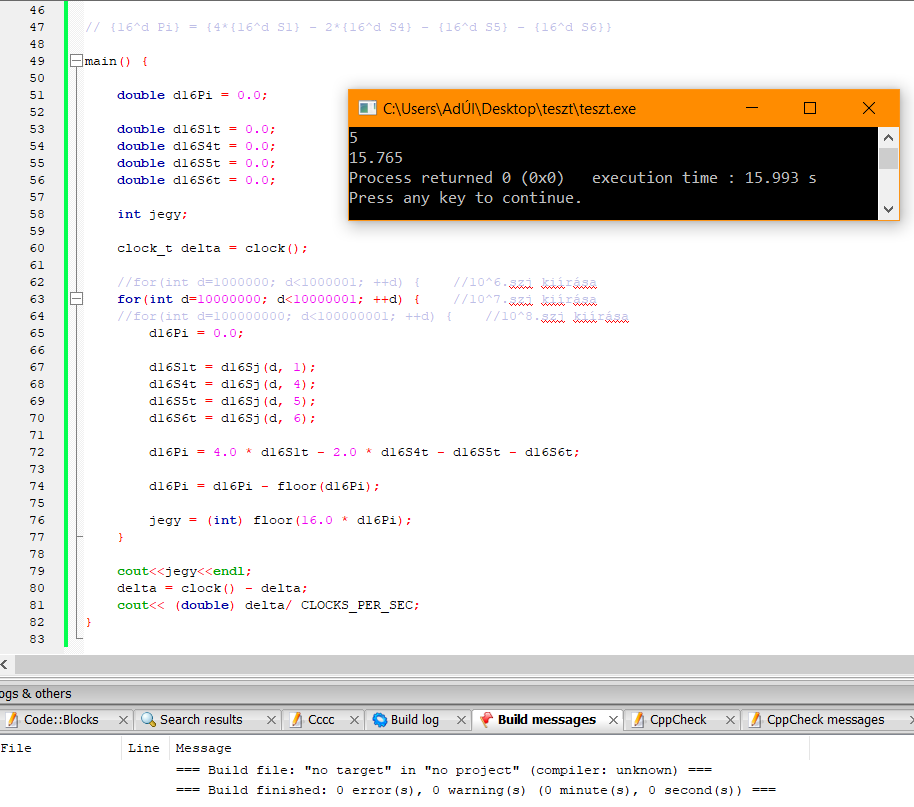 46
47 // {16^d Pi} = {4*{16^d S1} - 2*{16^d S4} - {16^d S5} - {16^d S6}}
48
49 main() {
50
51 double d16Pi = 0.0;
52
53 double d16S1t = 0.0;
54 double d16S4t = 0.0;
55 double d16S5t = 0.0;
56 double d16S6t = 0.0;
57
58 int jegy;
59
60 clock_t delta = clock();
61
62 //for(int d=1000000; d<1000001; ++d) { //10^6.szj kiírása
63 for(int d=10000000; d<10000001; ++d) { //10^7.szj kiírása
64 //for(int d=100000000; d<100000001; ++d) { //10^8.szj kiírása
65 d16Pi = 0.0;
66
67 d16S1t = d16Sj(d, 1);
68 d16S4t = d16Sj(d, 4);
69 d16S5t = d16Sj(d, 5);
70 d16S6t = d16Sj(d, 6);
71
72 d16Pi = 4.0 * d16S1t - 2.0 * d16S4t - d16S5t - d16S6t;
73
74 d16Pi = d16Pi - floor(d16Pi);
75
76 jegy = (int) floor(16.0 * d16Pi);
77 }
78
79 cout<<jegy<<endl;
80 delta = clock() - delta;
81 cout<< (double) delta/ CLOCKS_PER_SEC;
82 }
83
C:\Users\AdÚl\Desktop\teszt\teszt.exe
5
15.765
Process returned 0 (0x0) execution time : 15.993 s
Press any key to continue.
ogs & others
Code::Blocks Search results Cccc Build log Build messages CppCheck CppCheck messages
File Line Message
=== Build file: "no target" in "no project" (compiler: unknown) ===
=== Build finished: 0 error(s), 0 warning(s) (0 minute(s), 0 second(s)) ===